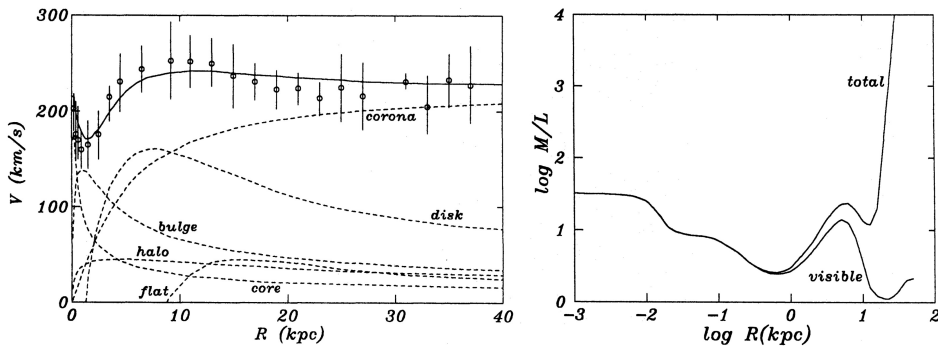 300
200
100
0
V (km/s)
corona
disk
bulge
halo
flat
core
0
10
20
30
40
R (kpc)
4
3
2
1
0
log M/L
total
visible
−3
−2
−1
0
1
2
log R(kpc)